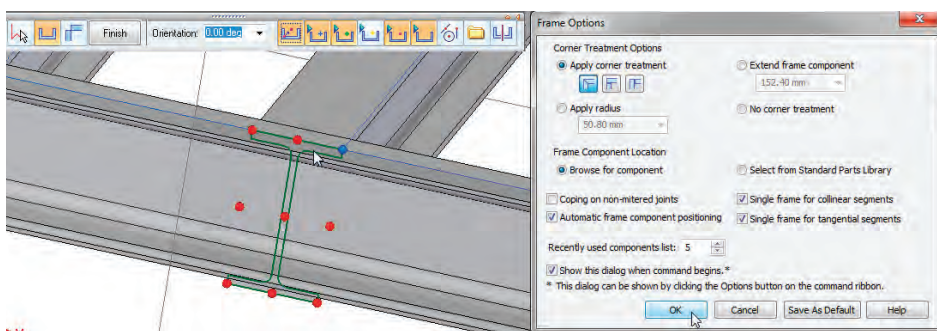 Finish
Orientation: 0.00 deg
Frame Options
Corner Treatment Options
Apply corner treatment
Extend frame component
152.40 mm
Apply radius
No corner treatment
50.80 mm
Frame Component Location
Browse for component
Select from Standard Parts Library
Coping on non-mitered joints
Single frame for collinear segments
Automatic frame component positioning
Single frame for tangential segments
Recently used components list: 5
Show this dialog when command begins.*
* This dialog can be shown by clicking the Options button on the command ribbon.
OK Cancel Save As Default Help